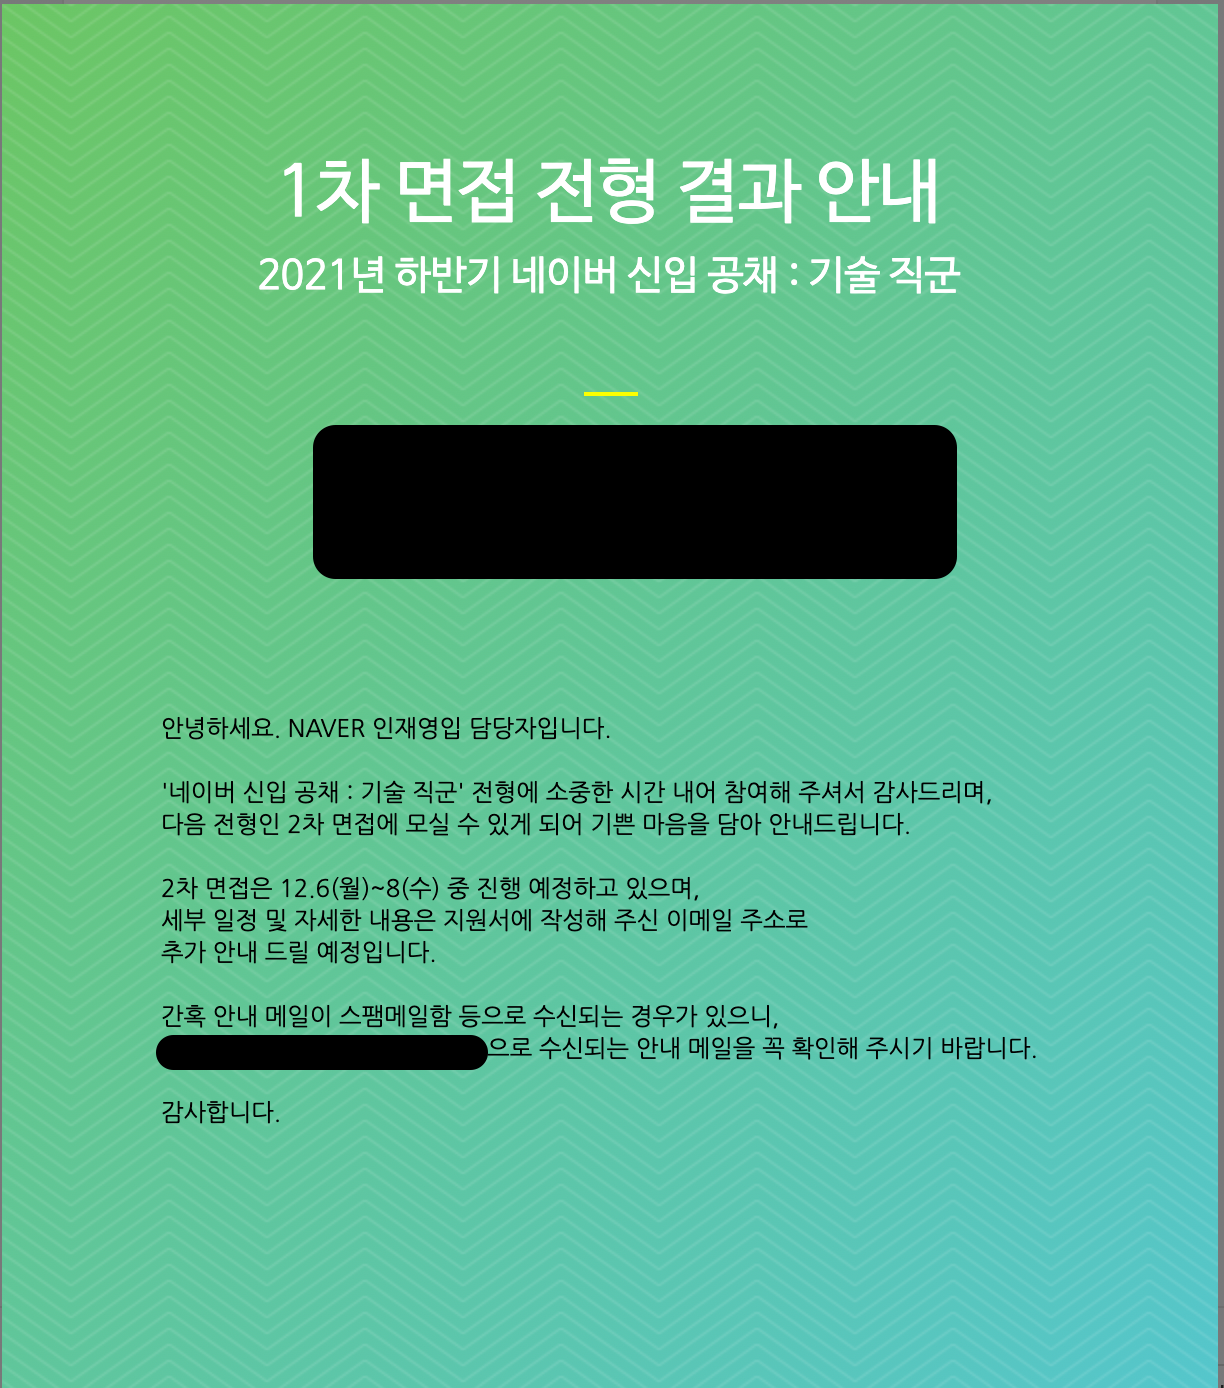 1차 면접 전형 결과 안내
2021년 하반기 네이버 신입 공채 : 기술 직군
안녕하세요. NAVER 인재영입 담당자입니다.
'네이버 신입 공채 : 기술 직군' 전형에 소중한 시간 내어 참여해 주셔서 감사드리며,
다음 전형인 2차 면접에 모실 수 있게 되어 기쁜 마음을 담아 안내드립니다.
2차 면접은 12.6(월)~8(수) 중 진행 예정하고 있으며,
세부 일정 및 자세한 내용은 지원서에 작성해 주신 이메일 주소로
추가 안내 드릴 예정입니다.
간혹 안내 메일이 스팸메일함 등으로 수신되는 경우가 있으니,
으로 수신되는 안내 메일을 꼭 확인해 주시기 바랍니다.
감사합니다.